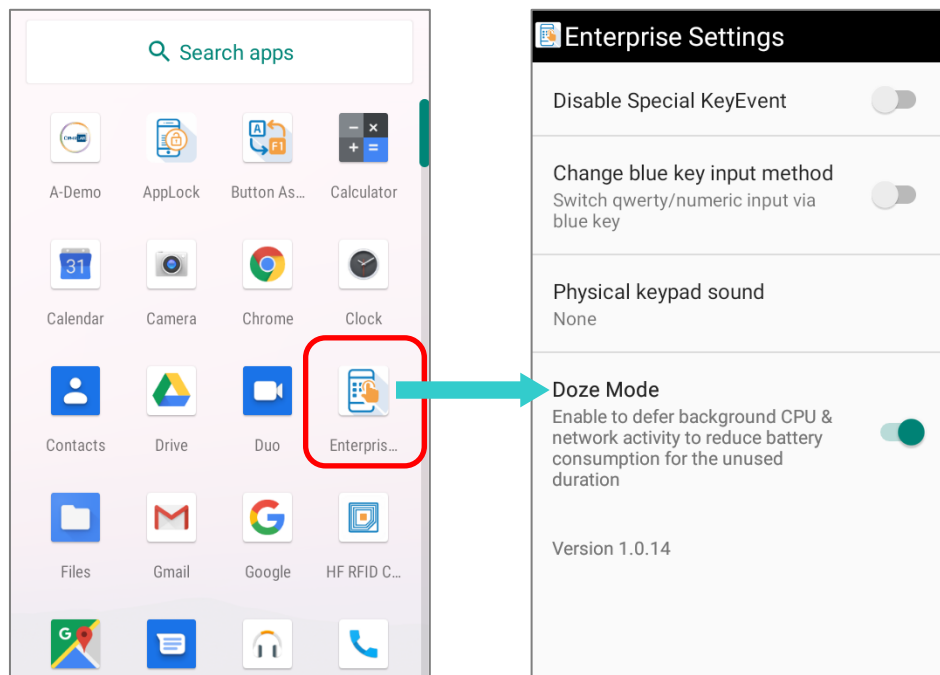 Search apps
A-Demo AppLock Button As... Calculator
31
Calendar Camera Chrome Clock
Contacts Drive Duo Enterpris...
Files Gmail Google HF RFID C...
Enterprise Settings
Disable Special KeyEvent
Change blue key input method
Switch qwerty/numeric input via
blue key
Physical keypad sound
None
Doze Mode
Enable to defer background CPU &
network activity to reduce battery
consumption for the unused
duration
Version 1.0.14